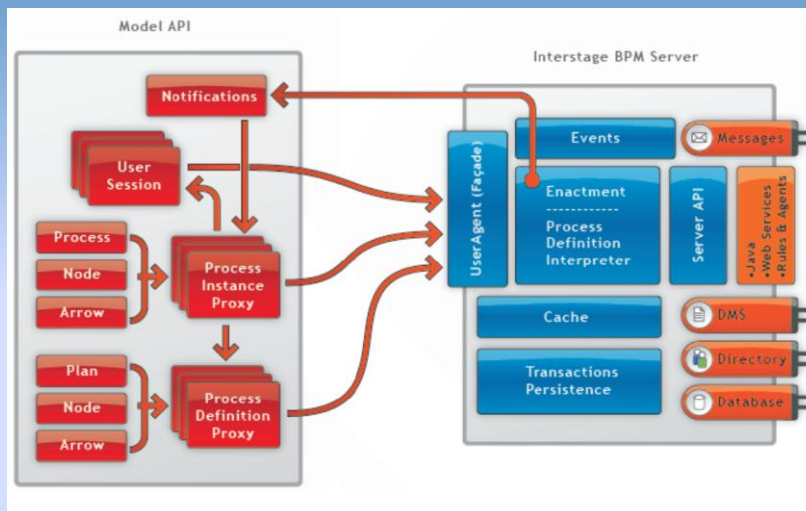 Model API
Notifications
User
Session
Process
Node
Arrow
Process
Instance
Proxy
Plan
Node
Arrow
Process
Definition
Proxy
Interstage BPM Server
UserAgent (Façade)
Events
Messages
Enactment
------------
Process
Definition
Interpreter
Server API
•Java
•Web Services
•Rules & Agents
Cache
DMS
Transactions
Persistence
Directory
Database